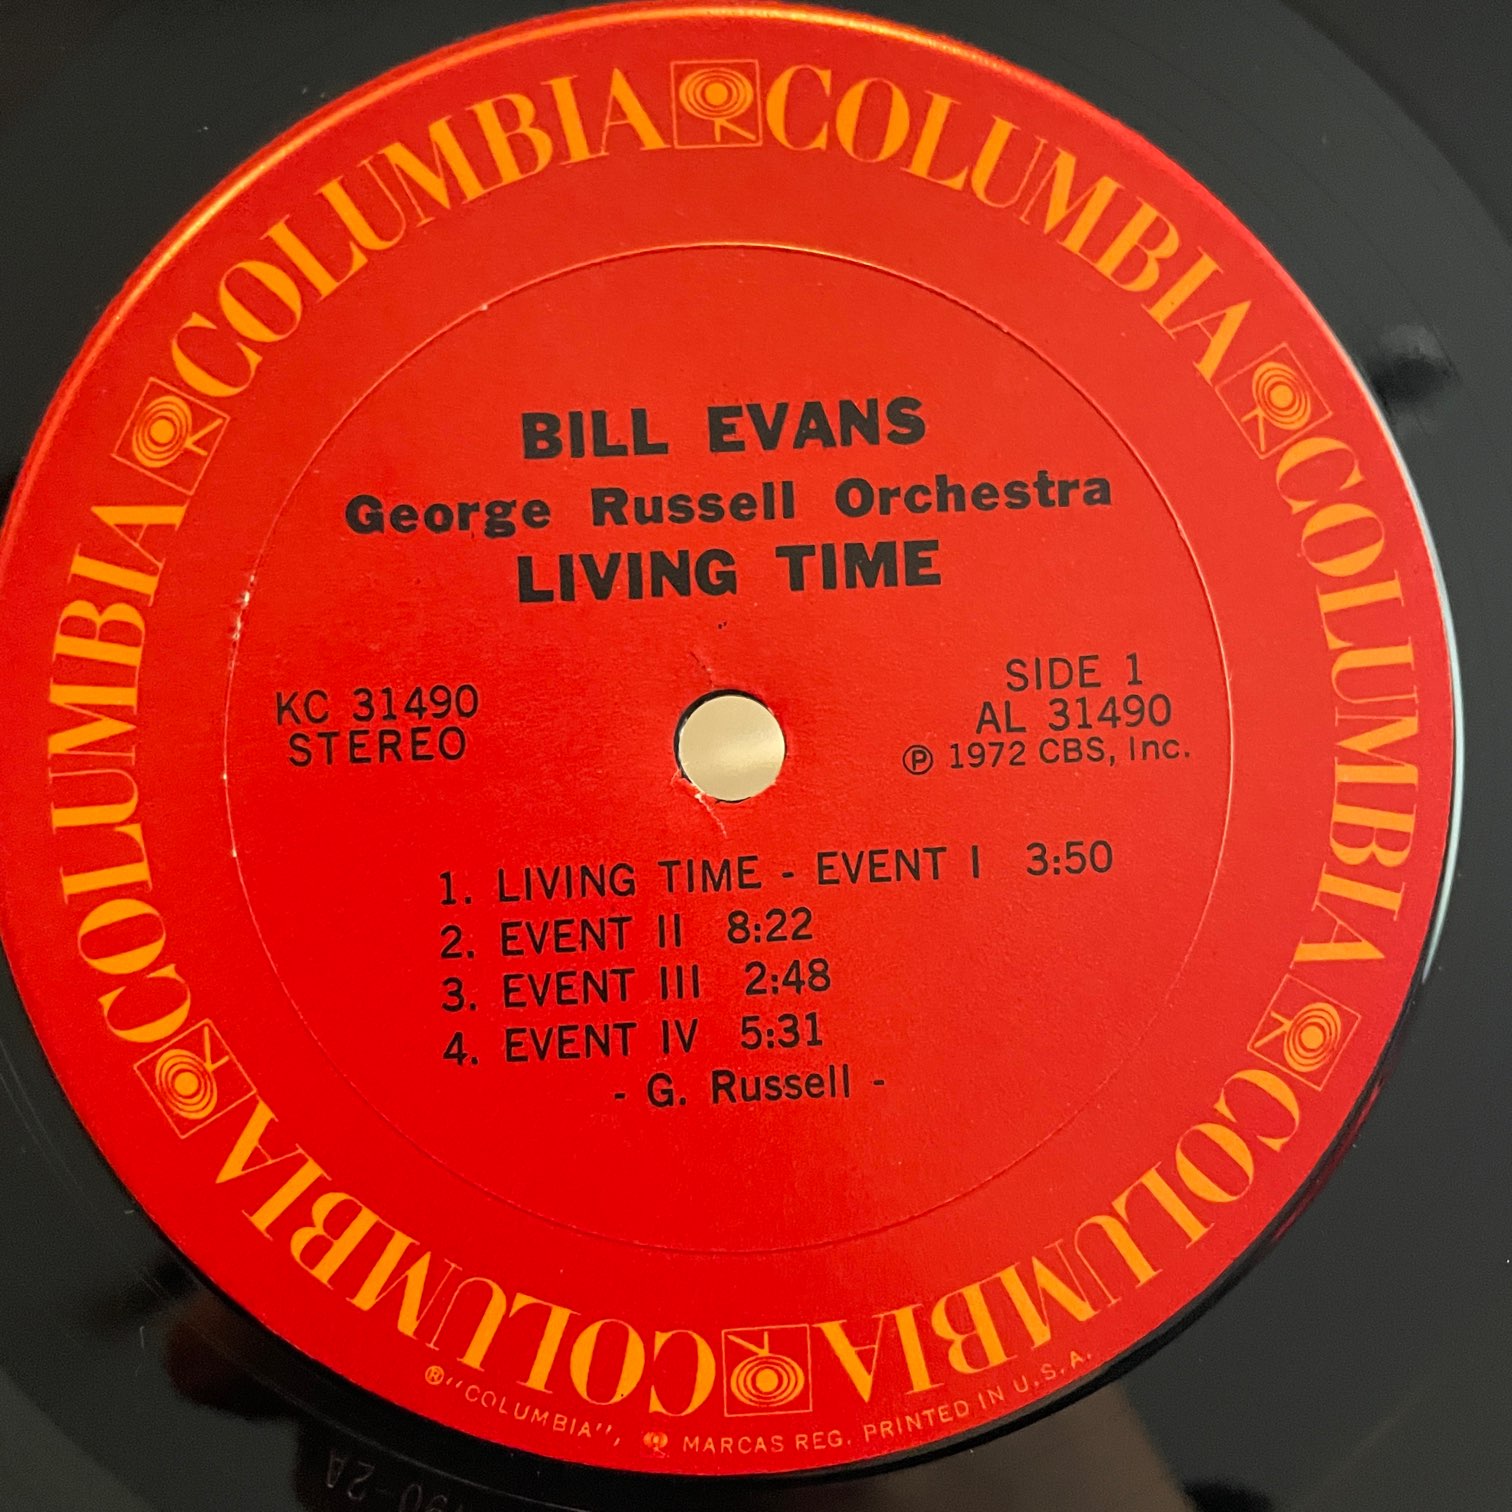 COLUMBIA COLUMBIA COLUMBIA COLUMBIA COLUMBIA COLUMBIA
BILL EVANS
George Russell Orchestra
LIVING TIME
KC 31490
STEREO
SIDE 1
AL 31490
℗ 1972 CBS, Inc.
1. LIVING TIME - EVENT I 3:50
2. EVENT II 8:22
3. EVENT III 2:48
4. EVENT IV 5:31
- G. Russell -
® "COLUMBIA", MARCAS REG. PRINTED IN U.S.A.